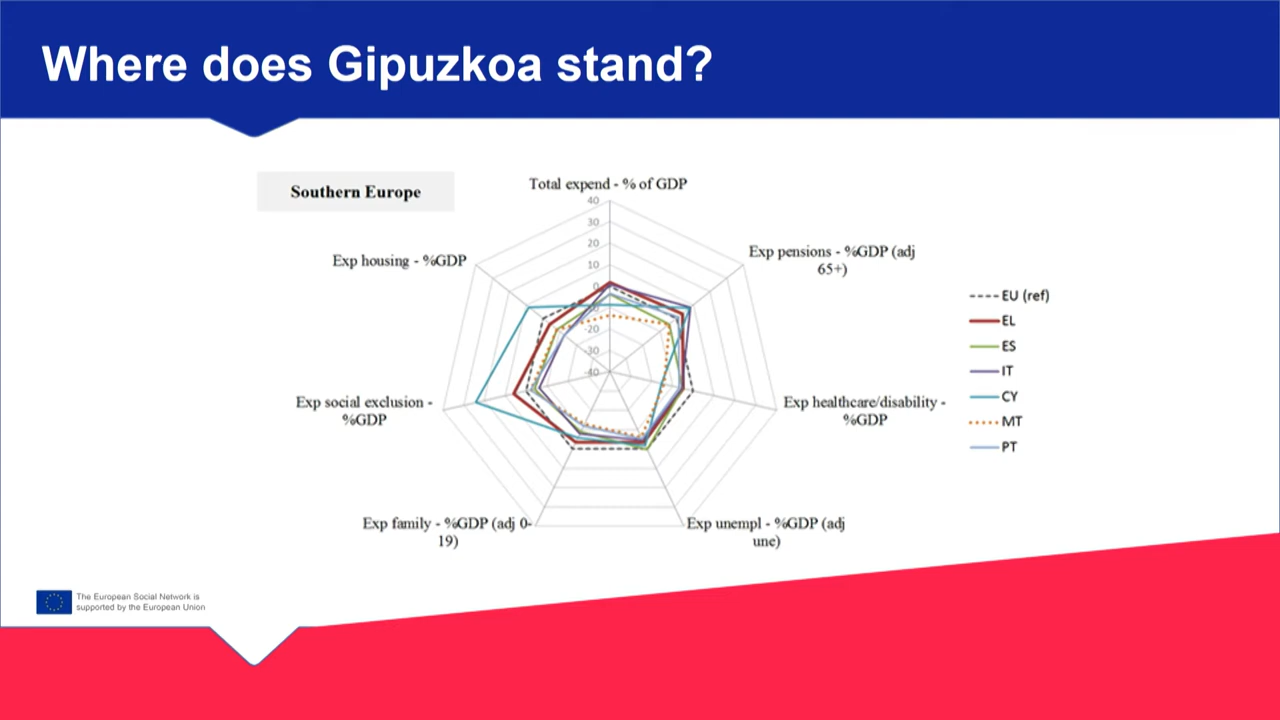 Where does Gipuzkoa stand?
Southern Europe
Total expend - % of GDP
40
30
20
10
0
-20
-30
-40
Exp housing - %GDP
Exp pensions - %GDP (adj
65+)
Exp social exclusion -
%GDP
Exp healthcare/disability -
%GDP
Exp family - %GDP (adj 0-
19)
Exp unempl - %GDP (adj
une)
EU (ref)
EL
ES
IT
CY
MT
PT
The European Social Network is
supported by the European Union